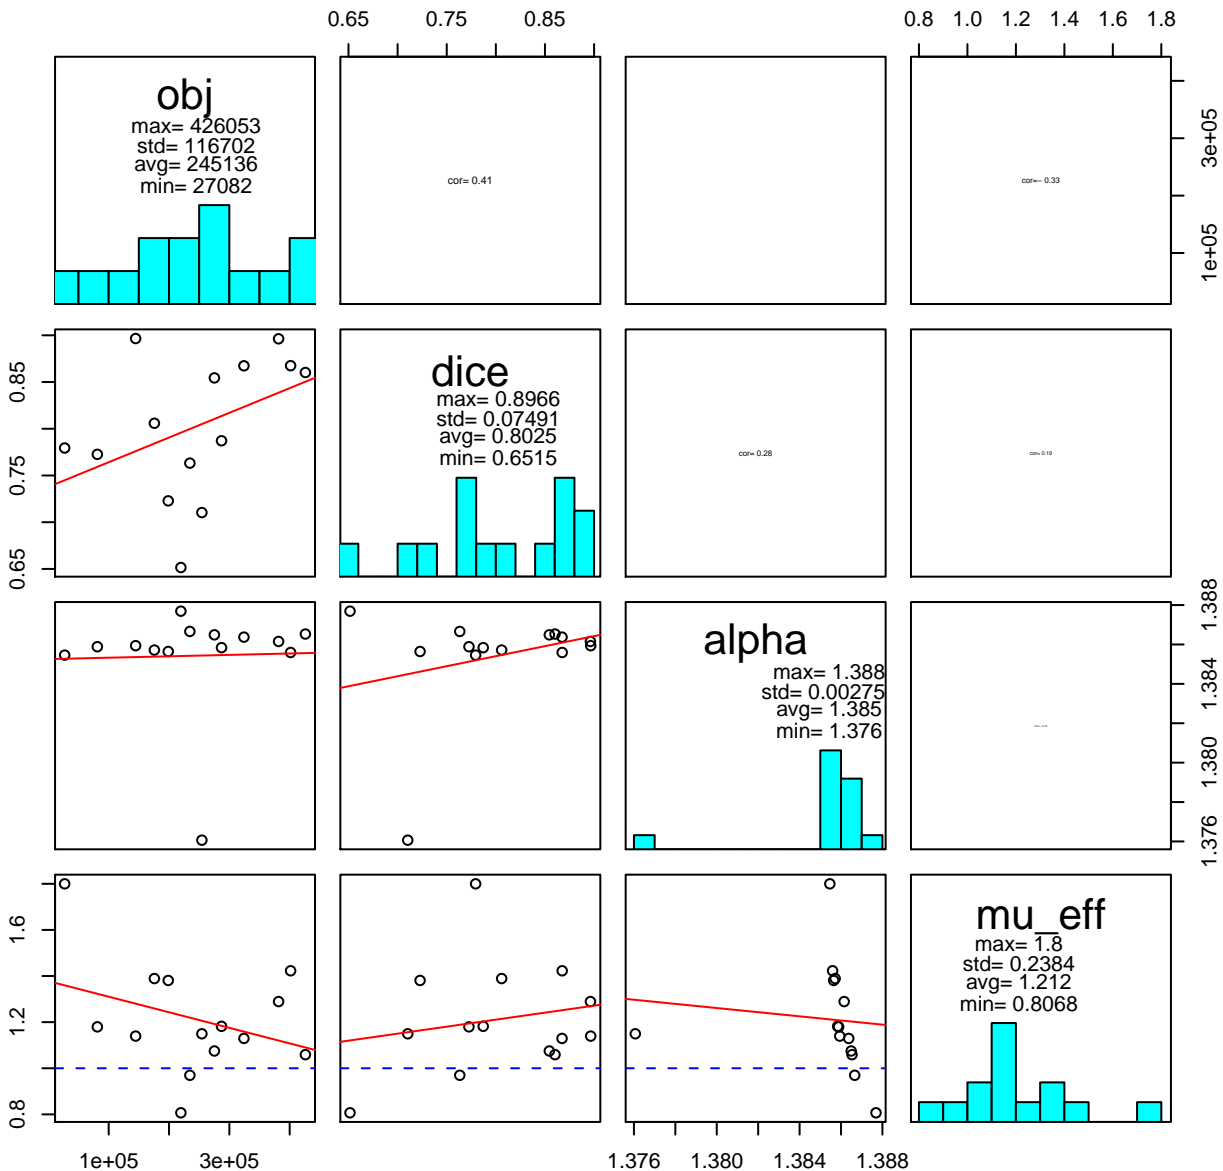 0.65 0.75 0.85
0.8 1.0 1.2 1.4 1.6 1.8
obj
max= 426053
std= 116702
avg= 245136
min= 27082
cor= 0.41
cor=− 0.33
1e+05 3e+05
0.65 0.75 0.85
dice
max= 0.8966
std= 0.07491
avg= 0.8025
min= 0.6515
cor= 0.28
cor= 0.19
alpha
max= 1.388
std= 0.00275
avg= 1.385
min= 1.376
1.376 1.380 1.384 1.388
0.8 1.2 1.6
mu_eff
max= 1.8
std= 0.2384
avg= 1.212
min= 0.8068
1e+05 3e+05
1.376 1.380 1.384 1.388